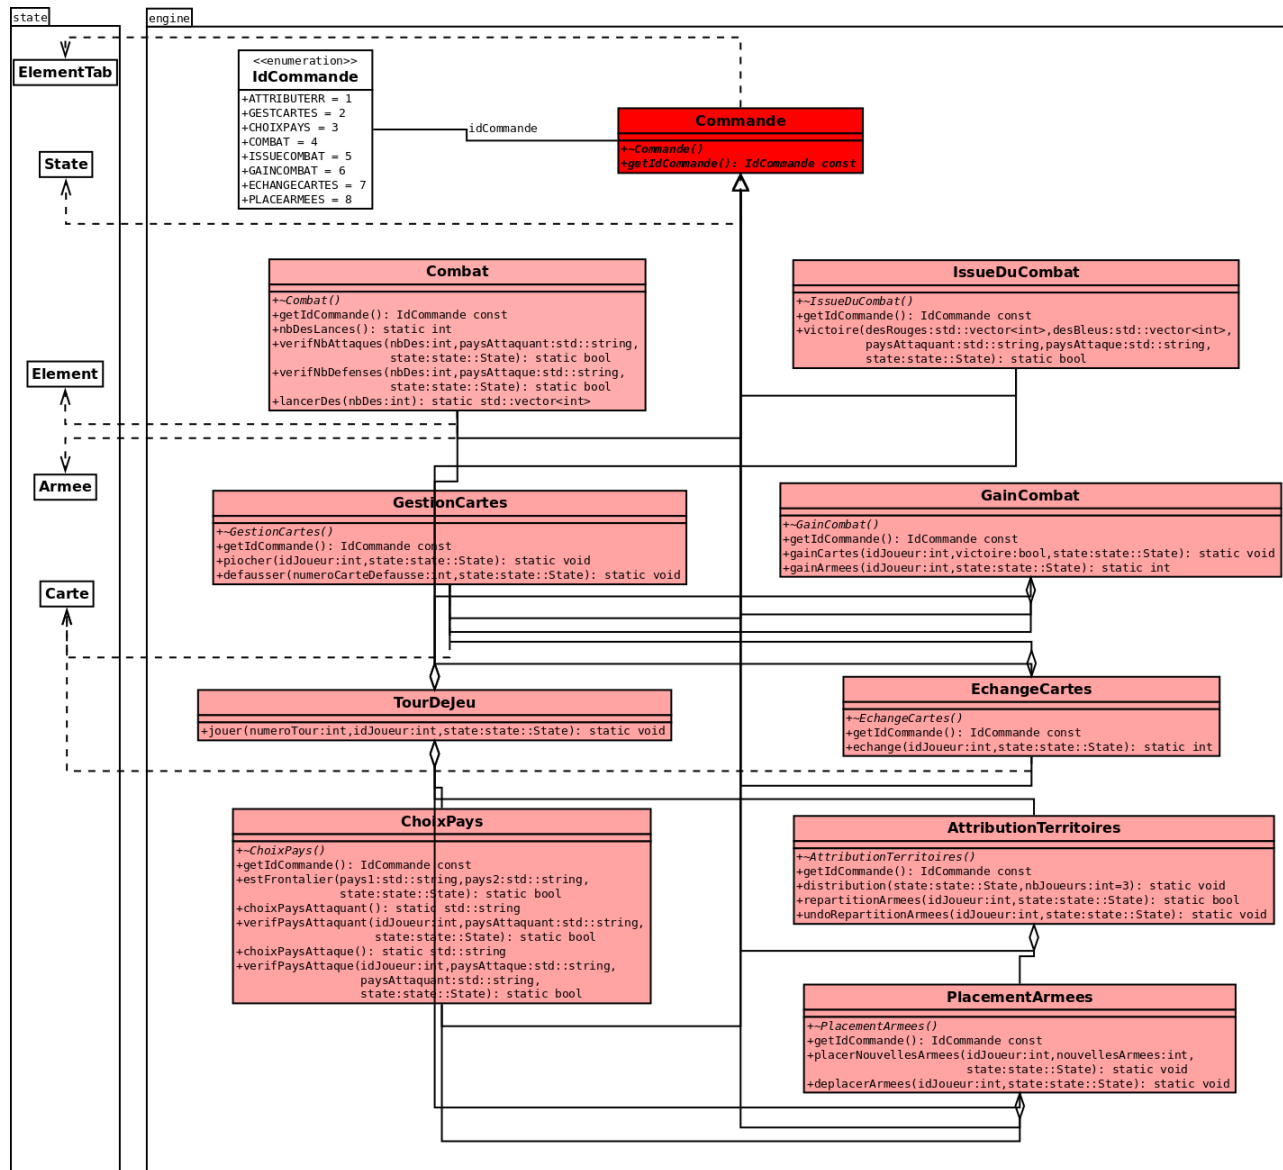 state
engine
ElementTab
State
Element
Armee
Carte
<<enumeration>>
IdCommande
+ATTRIBUTERR = 1
+GESTCARTES = 2
+CHOIXPAYS = 3
+COMBAT = 4
+ISSUECOMBAT = 5
+GAINCOMBAT = 6
+ECHANGECARTES = 7
+PLACEARMEES = 8
idCommande
Commande
+~Commande()
+getIdCommande(): IdCommande const
Combat
+~Combat()
+getIdCommande(): IdCommande const
+nbDesLances(): static int
+verifNbAttaques(nbDes:int,paysAttaquant:std::string,
state:state::State): static bool
+verifNbDefenses(nbDes:int,paysAttaque:std::string,
state:state::State): static bool
+lancerDes(nbDes:int): static std::vector<int>
IssueDuCombat
+~IssueDuCombat()
+getIdCommande(): IdCommande const
+victoire(desRouges:std::vector<int>,desBleus:std::vector<int>,
paysAttaquant:std::string,paysAttaque:std::string,
state:state::State): static bool
GestionCartes
+~GestionCartes()
+getIdCommande(): IdCommande const
+piocher(idJoueur:int,state:state::State): static void
+defausser(numeroCarteDefausse:int,state:state::State): static void
GainCombat
+~GainCombat()
+getIdCommande(): IdCommande const
+gainCartes(idJoueur:int,victoire:bool,state:state::State): static void
+gainArmees(idJoueur:int,state:state::State): static int
TourDeJeu
+jouer(numeroTour:int,idJoueur:int,state:state::State): static void
EchangeCartes
+~EchangeCartes()
+getIdCommande(): IdCommande const
+echange(idJoueur:int,state:state::State): static int
ChoixPays
+~ChoixPays()
+getIdCommande(): IdCommande const
+estFrontalier(pays1:std::string,pays2:std::string,
state:state::State): static bool
+choixPaysAttaquant(): static std::string
+verifPaysAttaquant(idJoueur:int,paysAttaquant:std::string,
state:state::State): static bool
+choixPaysAttaque(): static std::string
+verifPaysAttaque(idJoueur:int,paysAttaque:std::string,
paysAttaquant:std::string,
state:state::State): static bool
AttributionTerritoires
+~AttributionTerritoires()
+getIdCommande(): IdCommande const
+distribution(state:state::State,nbJoueurs:int=3): static void
+repartitionArmees(idJoueur:int,state:state::State): static bool
+undoRepartitionArmees(idJoueur:int,state:state::State): static void
PlacementArmees
+~PlacementArmees()
+getIdCommande(): IdCommande const
+placerNouvellesArmees(idJoueur:int,nouvellesArmees:int,
state:state::State): static void
+deplacerArmees(idJoueur:int,state:state::State): static void